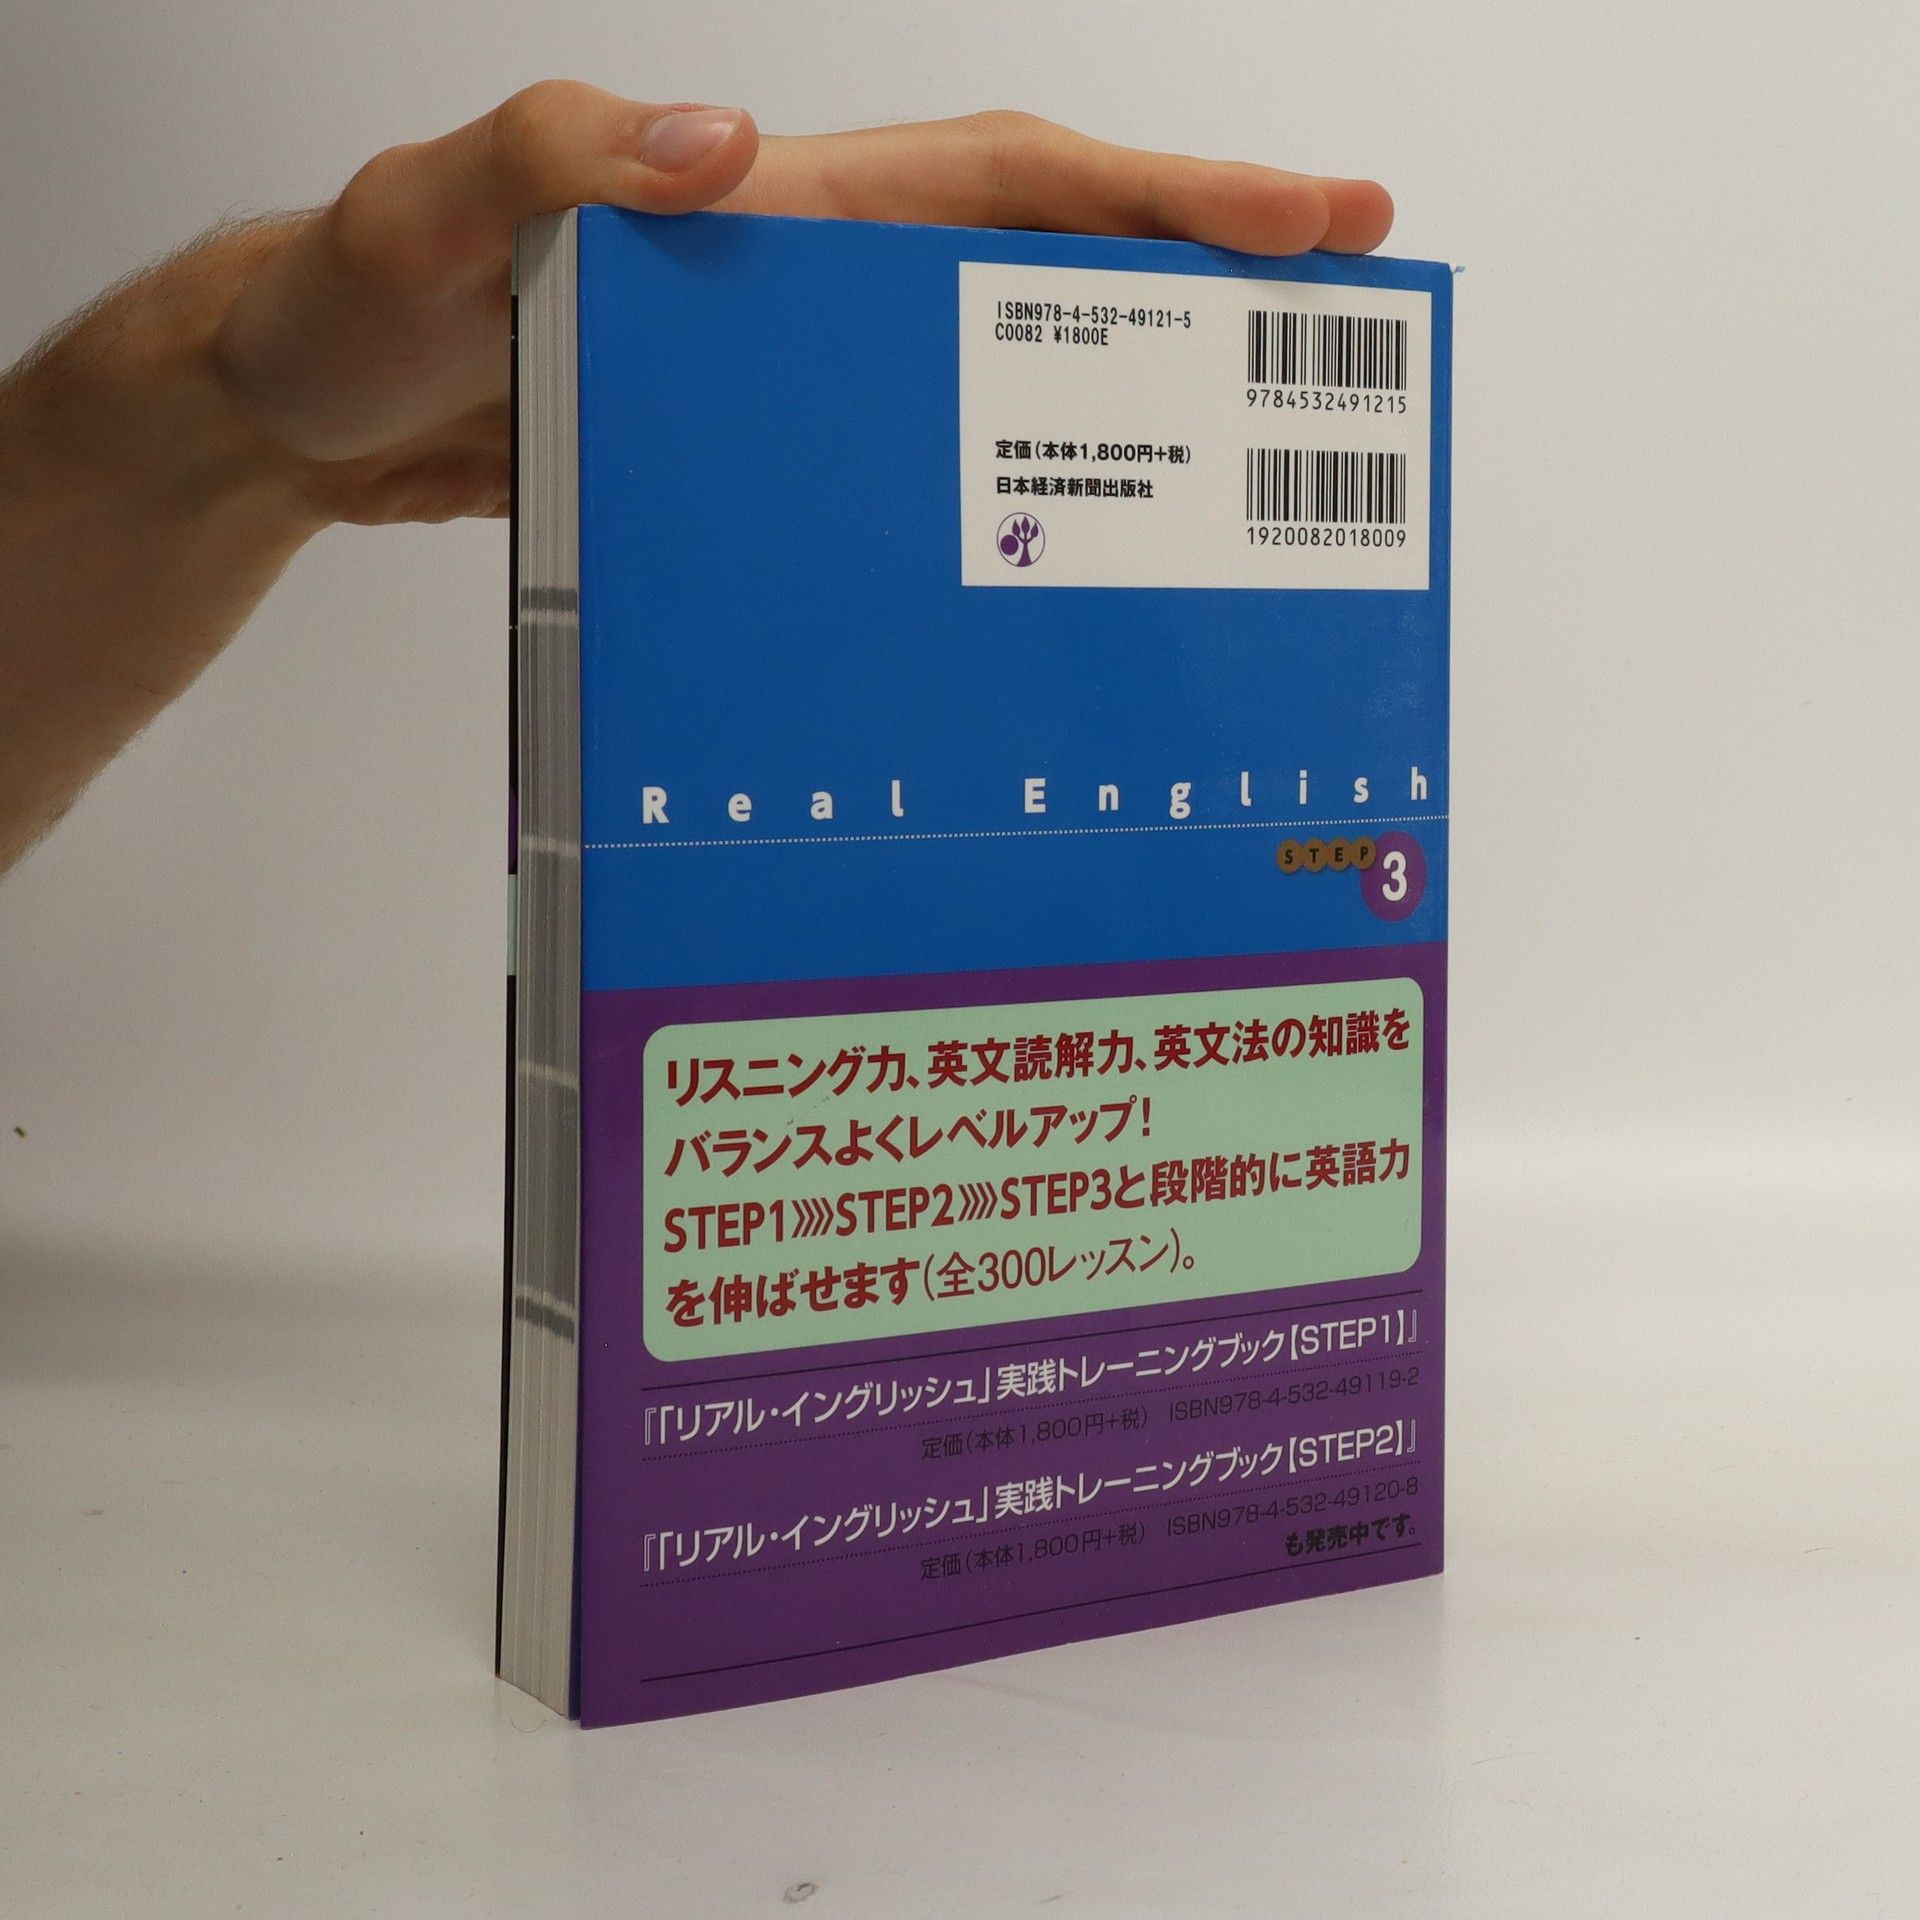 ISBN978-4-532-49121-5
C0082 ¥1800E
9784532491215
定価(本体1,800円+税)
日本経済新聞出版社
1920082018009
Real English
STEP 3
リスニング力、英文読解力、英文法の知識を
バランスよくレベルアップ!
STEP1》》STEP2》》STEP3と段階的に英語力
を伸ばせます(全300レッスン)。
『「リアル・イングリッシュ」実践トレーニングブック【STEP1】』
定価(本体1,800円+税) ISBN978-4-532-49119-2
『「リアル・イングリッシュ」実践トレーニングブック【STEP2】』
定価(本体1,800円+税) ISBN978-4-532-49120-8
も発売中です。